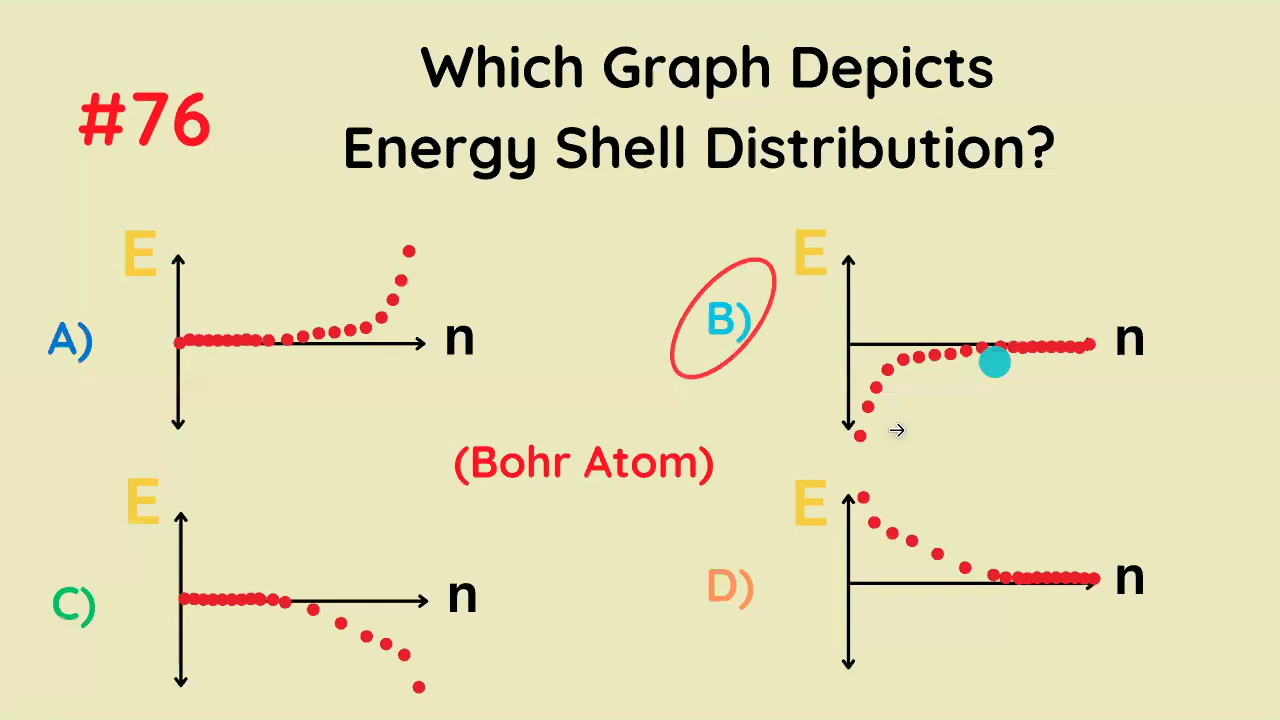 Which Graph Depicts
#76
Energy Shell Distribution?
E
n
A)
E
n
B)
(Bohr Atom)
E
n
C)
E
n
D)